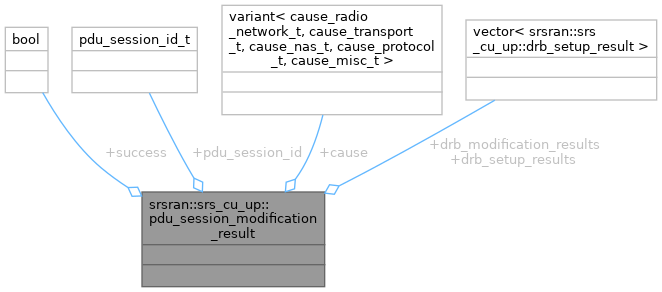 bool
pdu_session_id_t
variant< cause_radio
_network_t, cause_transport
_t, cause_nas_t, cause_protocol
_t, cause_misc_t >
vector< srsran::srs
_cu_up::drb_setup_result >
+success
+pdu_session_id
+cause
+drb_modification_results
+drb_setup_results
srsran::srs_cu_up::
pdu_session_modification
_result